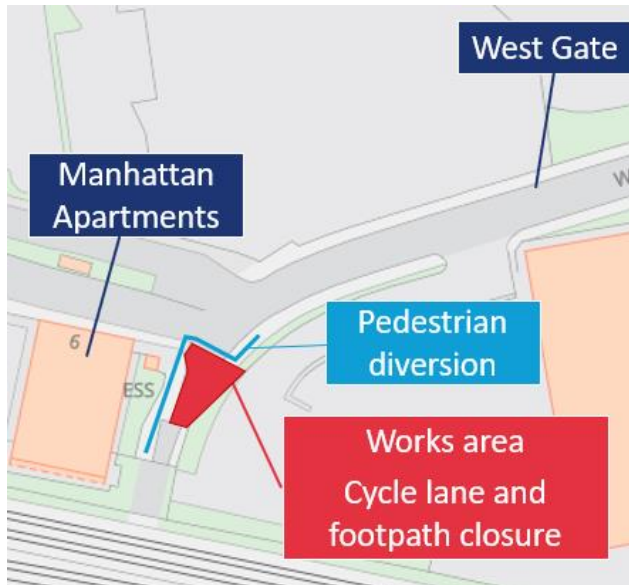 West Gate
Manhattan
Apartments
W
6
Pedestrian
diversion
ESS
Works area
Cycle lane and
footpath closure